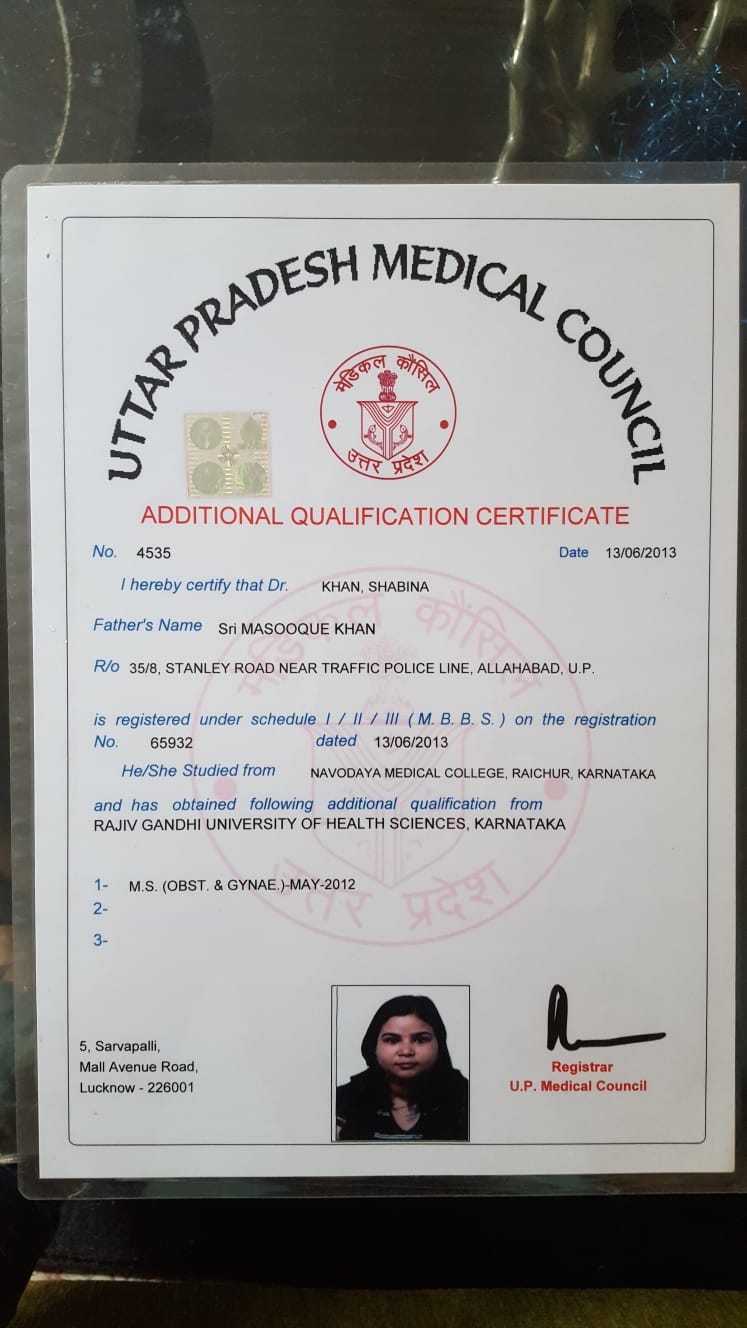 UTTAR PRADESH MEDICAL COUNCIL
मेडिकल कौंसिल
उत्तर प्रदेश
ADDITIONAL QUALIFICATION CERTIFICATE
No. 4535 Date 13/06/2013
I hereby certify that Dr. KHAN, SHABINA
Father's Name Sri MASOOQUE KHAN
R/o 35/8, STANLEY ROAD NEAR TRAFFIC POLICE LINE, ALLAHABAD, U.P.
is registered under schedule I / II / III ( M. B. B. S. ) on the registration
No. 65932 dated 13/06/2013
He/She Studied from NAVODAYA MEDICAL COLLEGE, RAICHUR, KARNATAKA
and has obtained following additional qualification from
RAJIV GANDHI UNIVERSITY OF HEALTH SCIENCES, KARNATAKA
मेडिकल कौंसिल
उत्तर प्रदेश
1- M.S. (OBST. & GYNAE.)-MAY-2012
2-
3-
5, Sarvapalli,
Mall Avenue Road,
Lucknow - 226001
Registrar
U.P. Medical Council